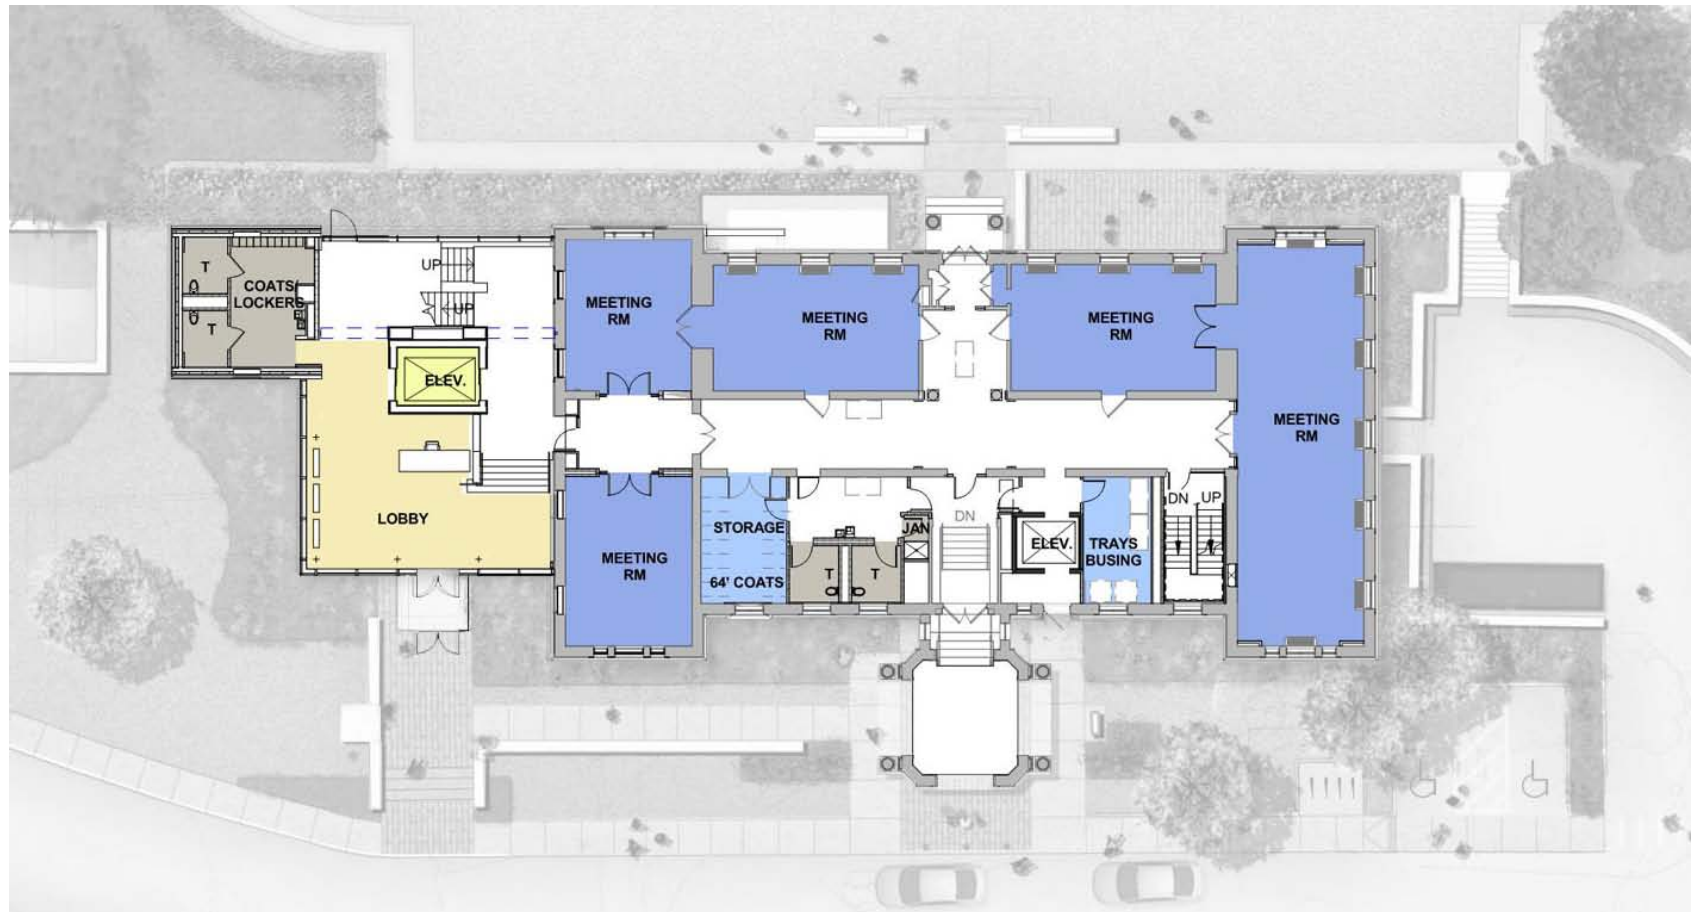 UP
T
COATS
LOCKERS
T
UP
ELEV.
MEETING
RM
MEETING
RM
MEETING
RM
MEETING
RM
LOBBY
MEETING
RM
STORAGE
64' COATS
T
T
JAN
DN
ELEV.
TRAYS
BUSING
DN
UP